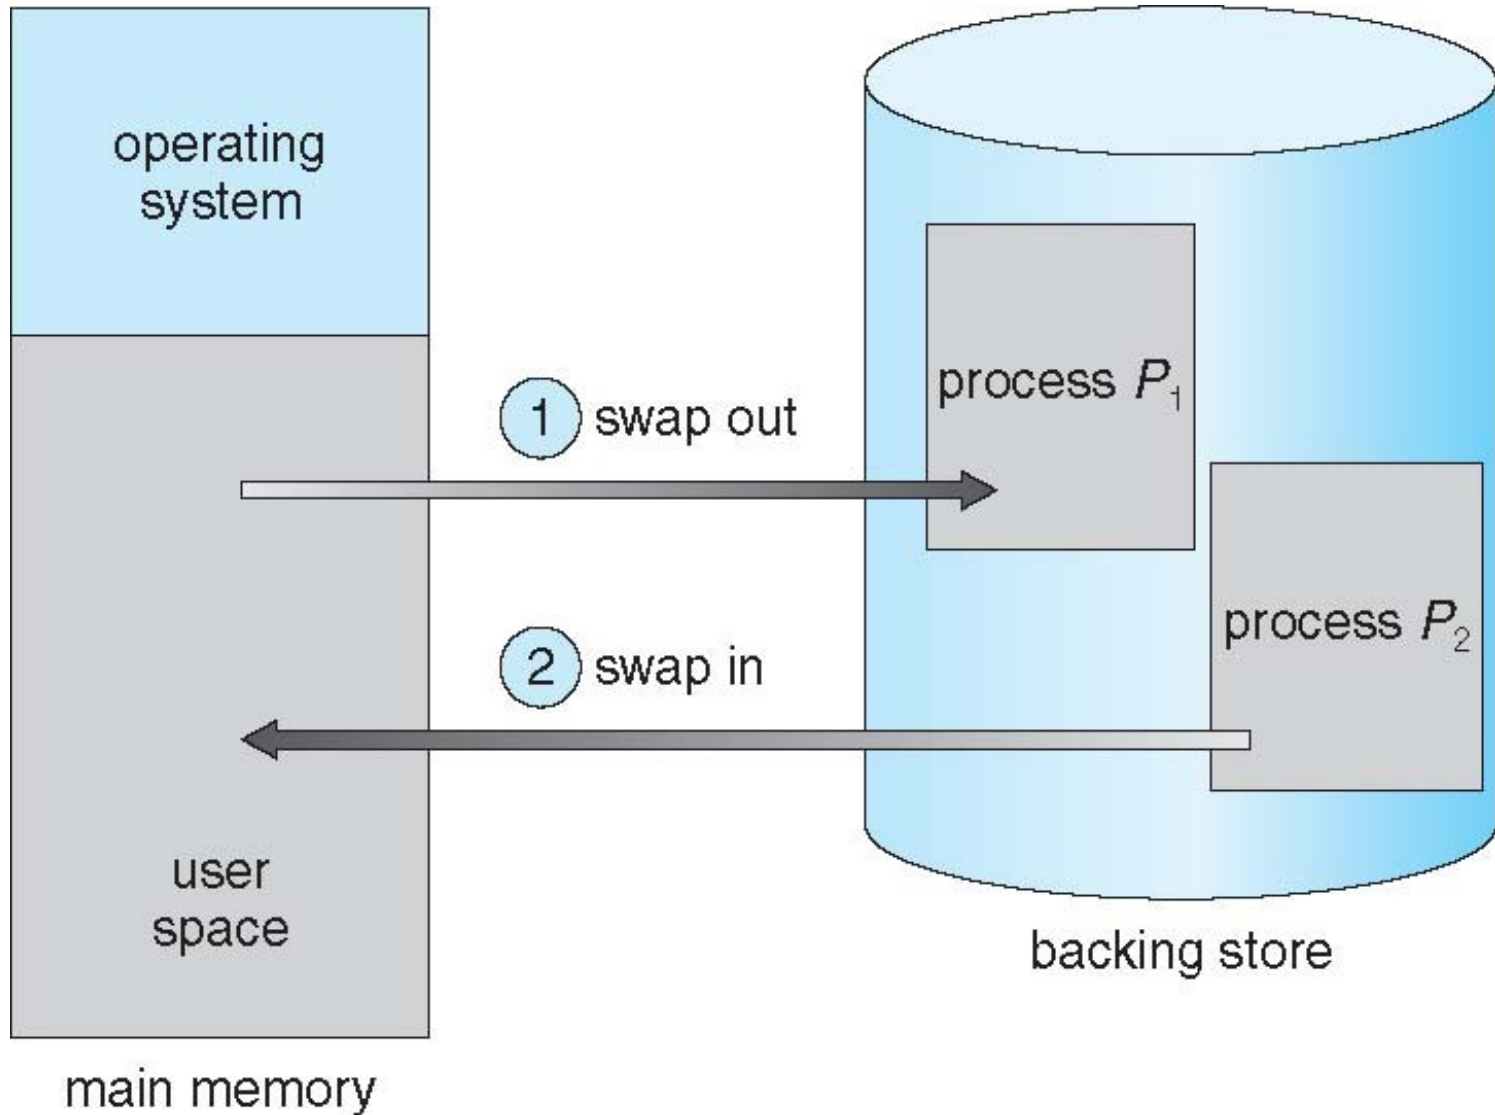 operating
system
1 swap out
process P₁
process P₂
2 swap in
user
space
backing store
main memory